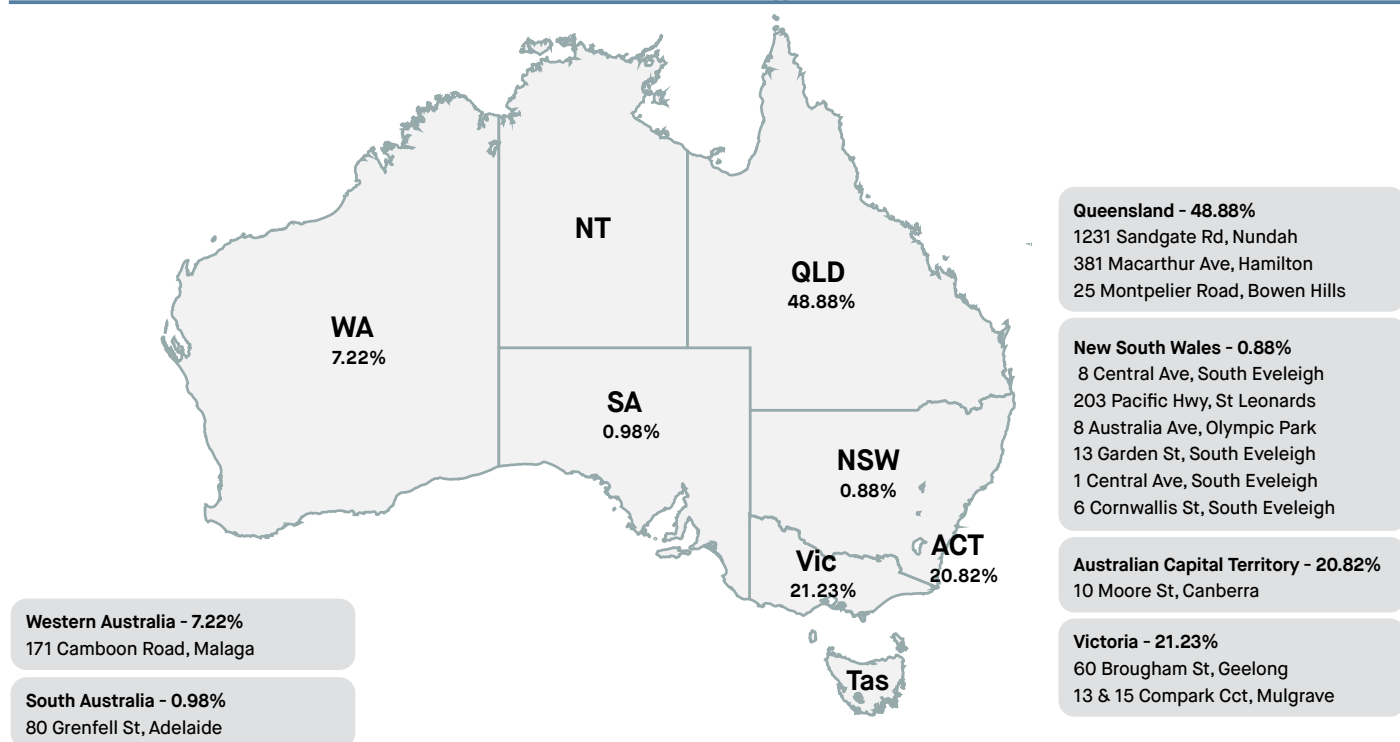 NT
QLD
48.88%
WA
7.22%
SA
0.98%
NSW
0.88%
ACT
20.82%
Vic
21.23%
Tas
Queensland - 48.88%
1231 Sandgate Rd, Nundah
381 Macarthur Ave, Hamilton
25 Montpelier Road, Bowen Hills
New South Wales - 0.88%
8 Central Ave, South Eveleigh
203 Pacific Hwy, St Leonards
8 Australia Ave, Olympic Park
13 Garden St, South Eveleigh
1 Central Ave, South Eveleigh
6 Cornwallis St, South Eveleigh
Australian Capital Territory - 20.82%
10 Moore St, Canberra
Victoria - 21.23%
60 Brougham St, Geelong
13 & 15 Compark Cct, Mulgrave
Western Australia - 7.22%
171 Camboon Road, Malaga
South Australia - 0.98%
80 Grenfell St, Adelaide